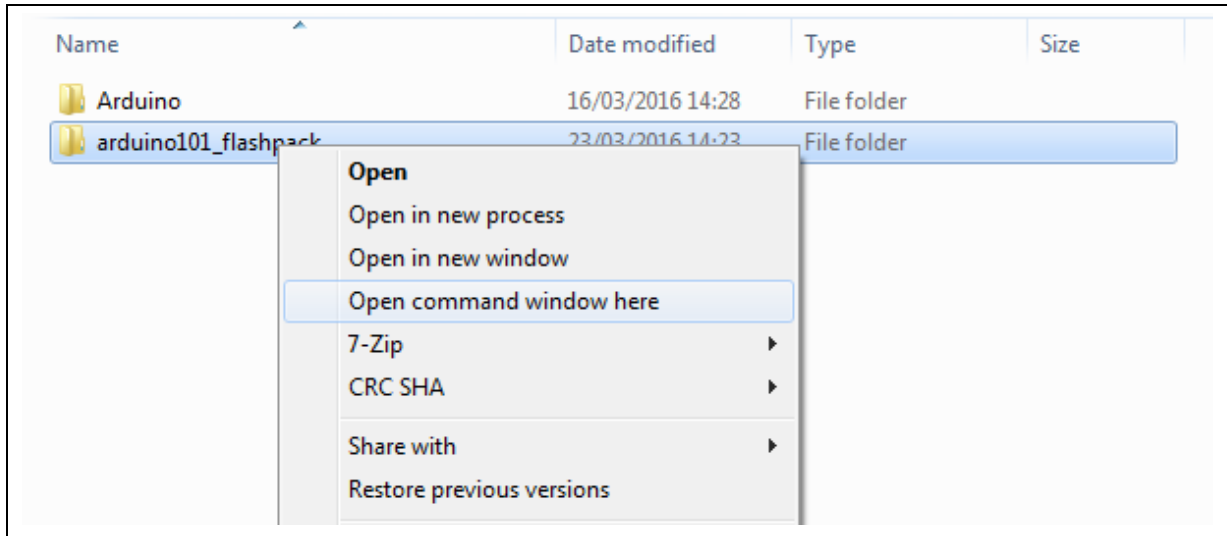 Name Date modified Type Size
Arduino 16/03/2016 14:28 File folder
arduino101_flashpack 23/03/2016 14:23 File folder
Open
Open in new process
Open in new window
Open command window here
7-Zip
CRC SHA
Share with
Restore previous versions